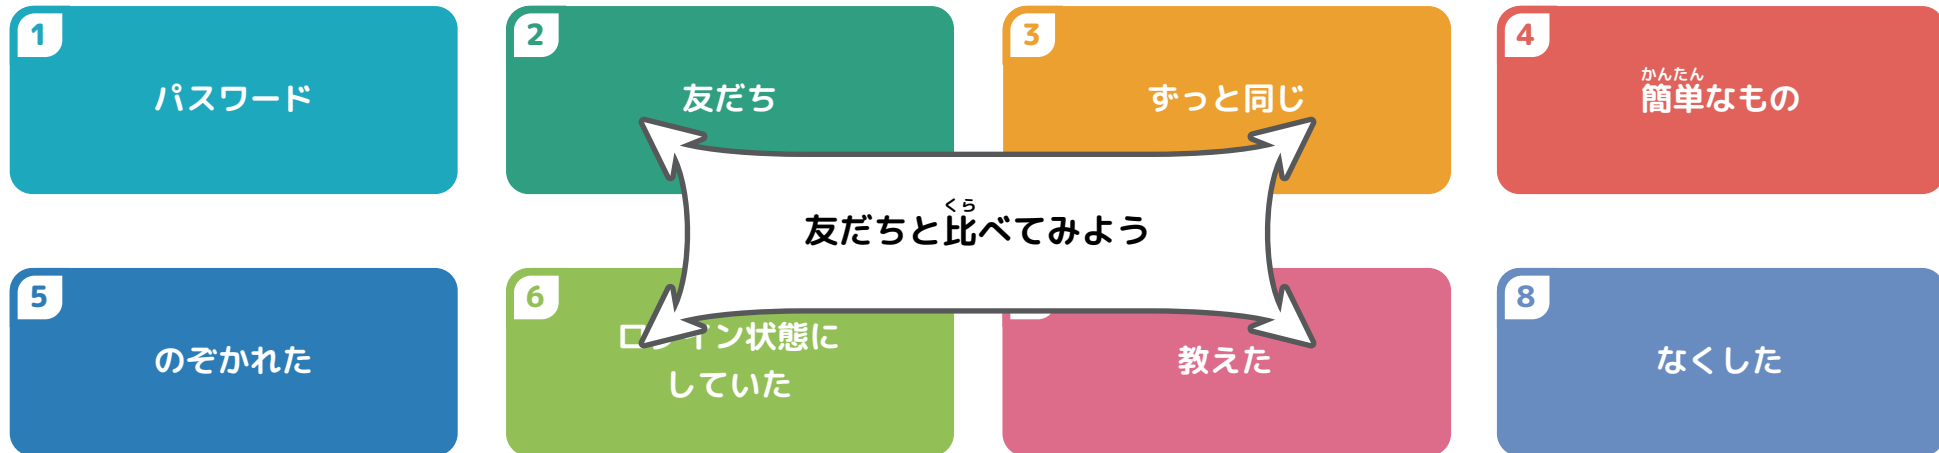 1
パスワード
2
友だち
3
ずっと同じ
4
かんたん
簡単なもの
くら
友だちと比べてみよう
5
のぞかれた
6
ン状態に
していた
教えた
8
なくした